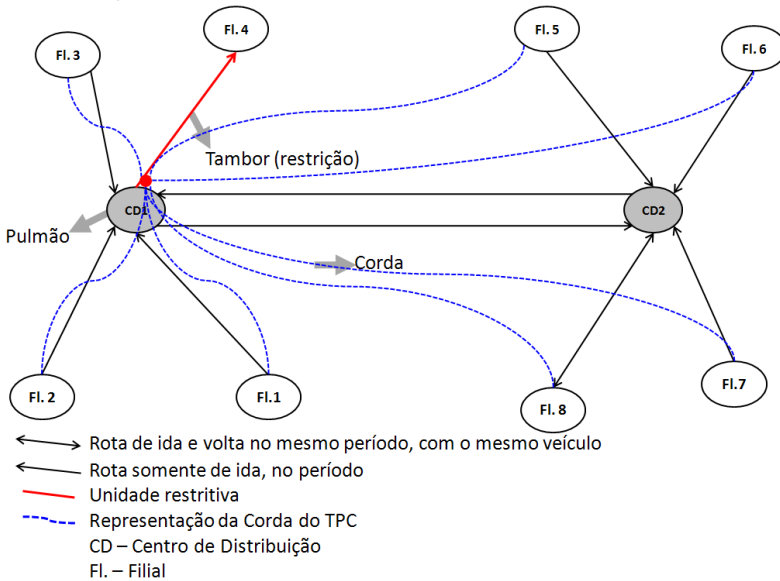 Fl. 4
Fl. 5
Fl. 3
Fl. 6
Tambor (restrição)
CD1
CD2
Pulmão
Corda
Fl. 2
Fl.1
Fl. 8
Fl.7
Rota de ida e volta no mesmo período, com o mesmo veículo
Rota somente de ida, no período
Unidade restritiva
Representação da Corda do TPC
CD – Centro de Distribuição
Fl. – Filial